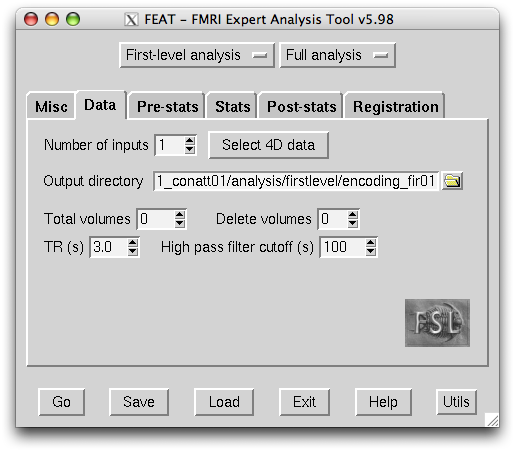 FEAT - FMRI Expert Analysis Tool v5.98
First-level analysis Full analysis
Misc Data Pre-stats Stats Post-stats Registration
Number of inputs 1 Select 4D data
Output directory 1_conatt01/analysis/firstlevel/encoding_fir01
Total volumes 0 Delete volumes 0
TR (s) 3.0 High pass filter cutoff (s) 100
FSL
Go Save Load Exit Help Utils